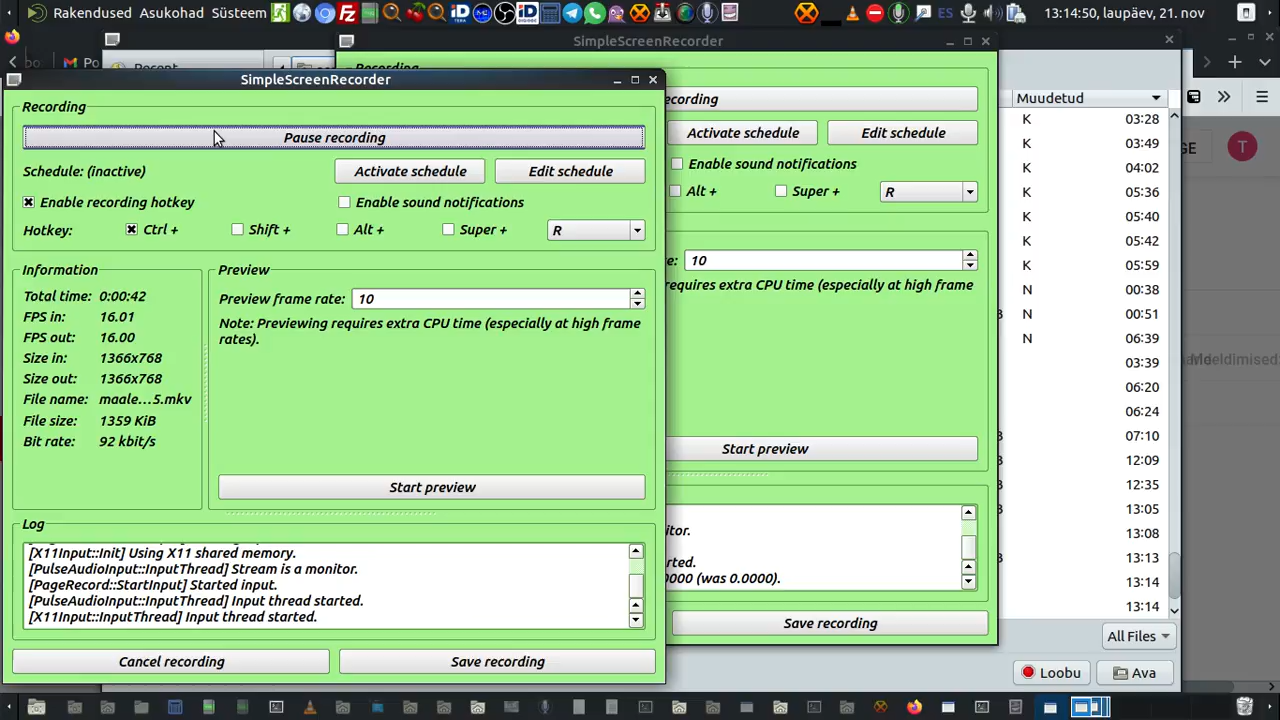 Rakendused Asukohad Süsteem
ES
13:14:50, laupäev, 21. nov
Recent
SimpleScreenRecorder
Recording
ecording
Activate schedule
Edit schedule
Enable sound notifications
Alt +
Super +
R
10
requires extra CPU time (especially at high frame
Start preview
Save recording
SimpleScreenRecorder
Recording
Pause recording
Schedule: (inactive)
Activate schedule
Edit schedule
Enable recording hotkey
Enable sound notifications
Hotkey:
Ctrl +
Shift +
Alt +
Super +
R
Information
Total time: 0:00:42
FPS in: 16.01
FPS out: 16.00
Size in: 1366x768
Size out: 1366x768
File name: maale...5.mkv
File size: 1359 KiB
Bit rate: 92 kbit/s
Preview
Preview frame rate: 10
Note: Previewing requires extra CPU time (especially at high frame
rates).
Start preview
Log
[X11Input::Init] Using X11 shared memory.
[PulseAudioInput::InputThread] Stream is a monitor.
[PageRecord::StartInput] Started input.
[PulseAudioInput::InputThread] Input thread started.
[X11Input::InputThread] Input thread started.
Cancel recording
Save recording
itor.
rted.
0000 (was 0.0000).
Muudetud
K 03:28
K 03:49
K 04:02
K 05:36
K 05:40
K 05:42
K 05:59
N 00:38
N 00:51
N 06:39
03:39
06:20
06:24
07:10
12:09
12:35
13:05
13:08
13:13
13:14
13:14
All Files
Loobu
Ava
GE
T